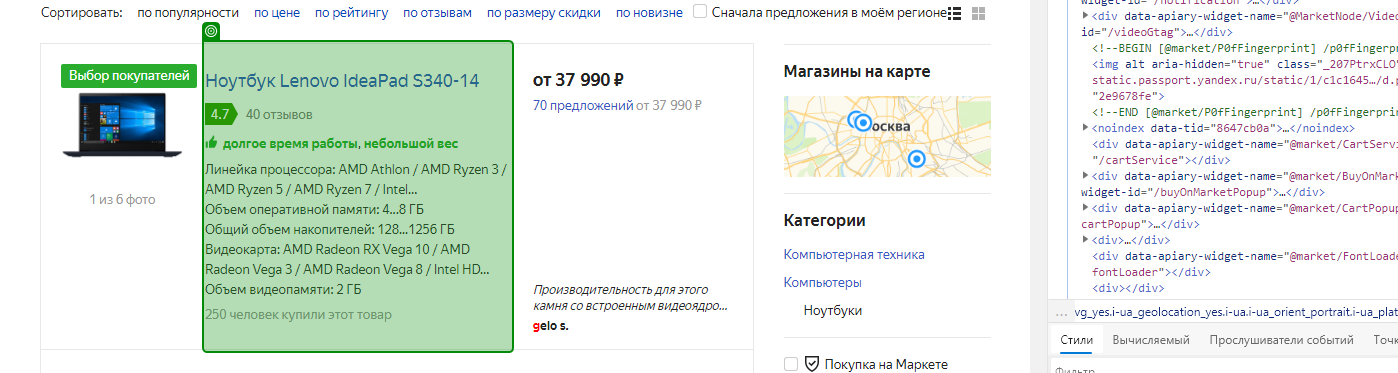 Сортировать: по популярности по цене по рейтингу по отзывам по размеру скидки по новизне Сначала предложения в моём регионе
Выбор покупателей
1 из 6 фото
Ноутбук Lenovo IdeaPad S340-14
4.7 40 отзывов
долгое время работы, небольшой вес
Линейка процессора: AMD Athlon / AMD Ryzen 3 /
AMD Ryzen 5 / AMD Ryzen 7 / Intel...
Объем оперативной памяти: 4...8 ГБ
Общий объем накопителей: 128...1256 ГБ
Видеокарта: AMD Radeon RX Vega 10 / AMD
Radeon Vega 3 / AMD Radeon Vega 8 / Intel HD...
Объем видеопамяти: 2 ГБ
250 человек купили этот товар
от 37 990 ₽
70 предложений от 37 990 ₽
Производительность для этого
камня со встроенным видеоядро...
gelo s.
Магазины на карте
Москва
Категории
Компьютерная техника
Компьютеры
Ноутбуки
Покупка на Маркете
widget-id="/notification">…</div>
<div data-apiary-widget-name="@MarketNode/Video
id="/videoGtag">…</div>
<!--BEGIN [@market/P0fFingerprint] /p0fFingerpr
<img alt aria-hidden="true" class="_207PtrxCLO"
static.passport.yandex.ru/static/1/c1c1645…/d.p
"2e9678fe">
<!--END [@market/P0fFingerprint] /p0fFingerprin
<noindex data-tid="8647cb0a">…</noindex>
<div data-apiary-widget-name="@market/CartServi
"/cartService"></div>
<div data-apiary-widget-name="@market/BuyOnMark
widget-id="/buyOnMarketPopup">…</div>
<div data-apiary-widget-name="@market/CartPopup
cartPopup">…</div>
<div>…</div>
<div data-apiary-widget-name="@market/FontLoade
fontLoader"></div>
<div></div>
… vg_yes.i-ua_geolocation_yes.i-ua.i-ua_orient_portrait.i-ua_plat
Стили Вычисляемый Прослушиватели событий Точк
Фильтр